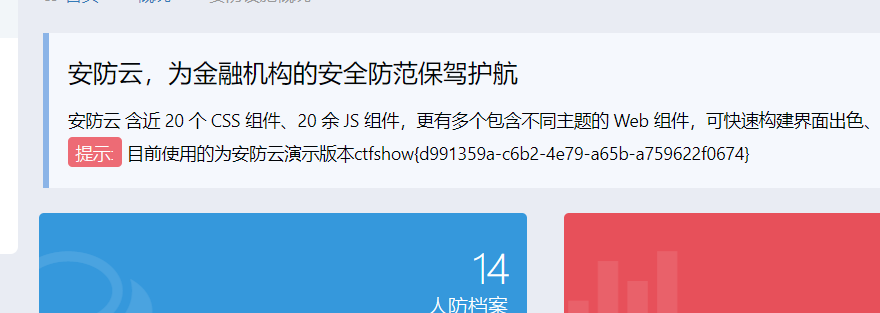 安防云，为金融机构的安全防范保驾护航
安防云 含近 20 个 CSS 组件、20 余 JS 组件，更有多个包含不同主题的 Web 组件，可快速构建界面出色、
提示: 目前使用的为安防云演示版本ctfshow{d991359a-c6b2-4e79-a65b-a759622f0674}
14
人防档案